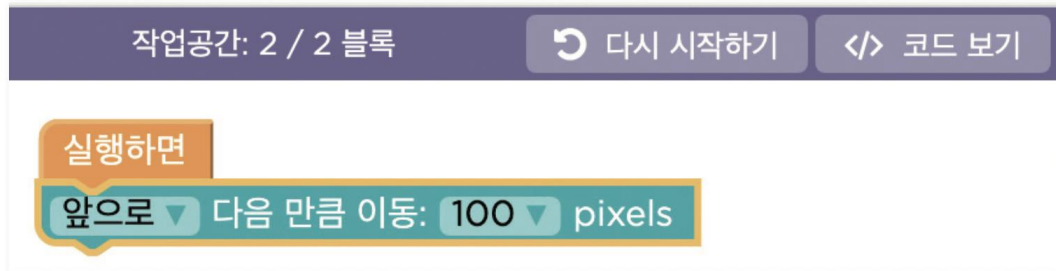 작업공간: 2 / 2 블록 다시 시작하기 </> 코드 보기
실행하면
앞으로 다음 만큼 이동: 100 pixels